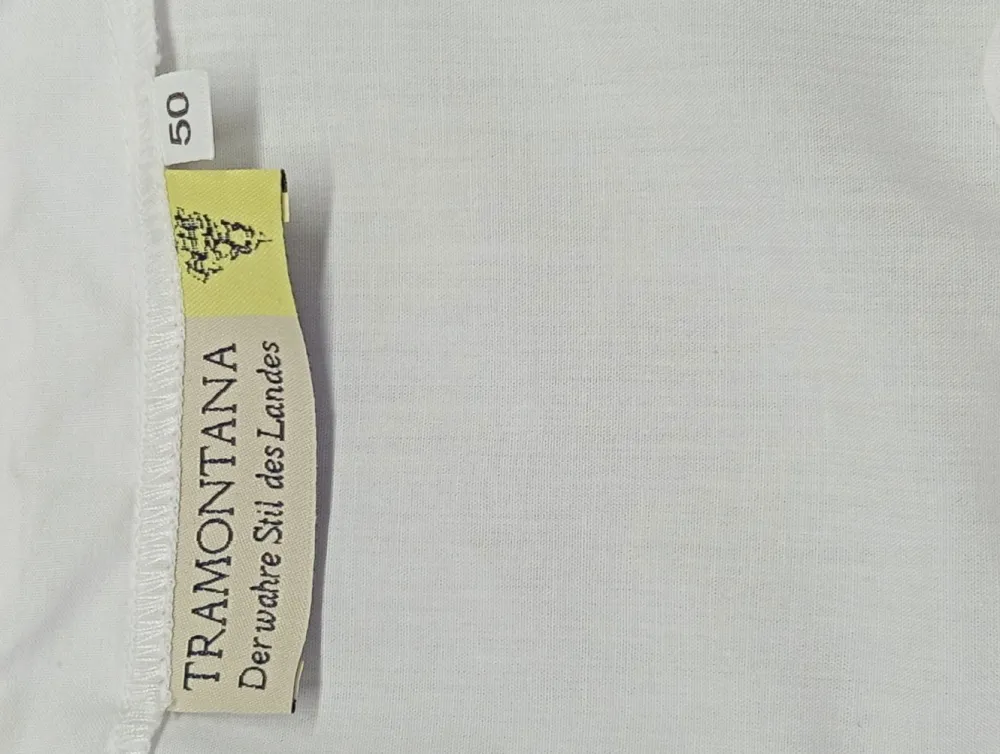 50
TRAMONTANA
Der wahre Stil des Landes